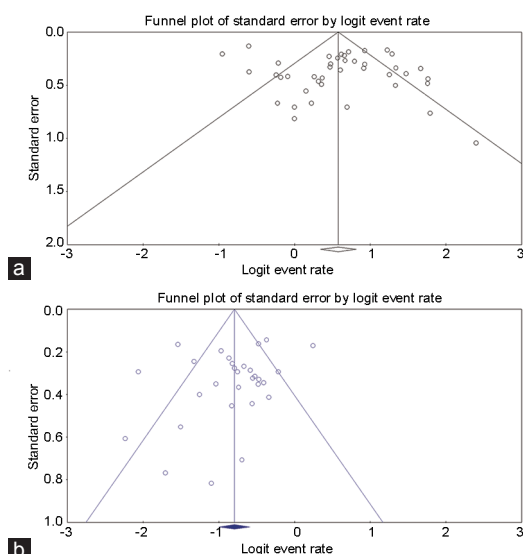 Funnel plot of standard error by logit event rate
0.0
0.5
1.0
1.5
2.0
Standard error
-3 -2 -1 0 1 2 3
Logit event rate
a
Funnel plot of standard error by logit event rate
0.0
0.2
0.4
0.6
0.8
1.0
Standard error
-3 -2 -1 0 1 2 3
Logit event rate
b